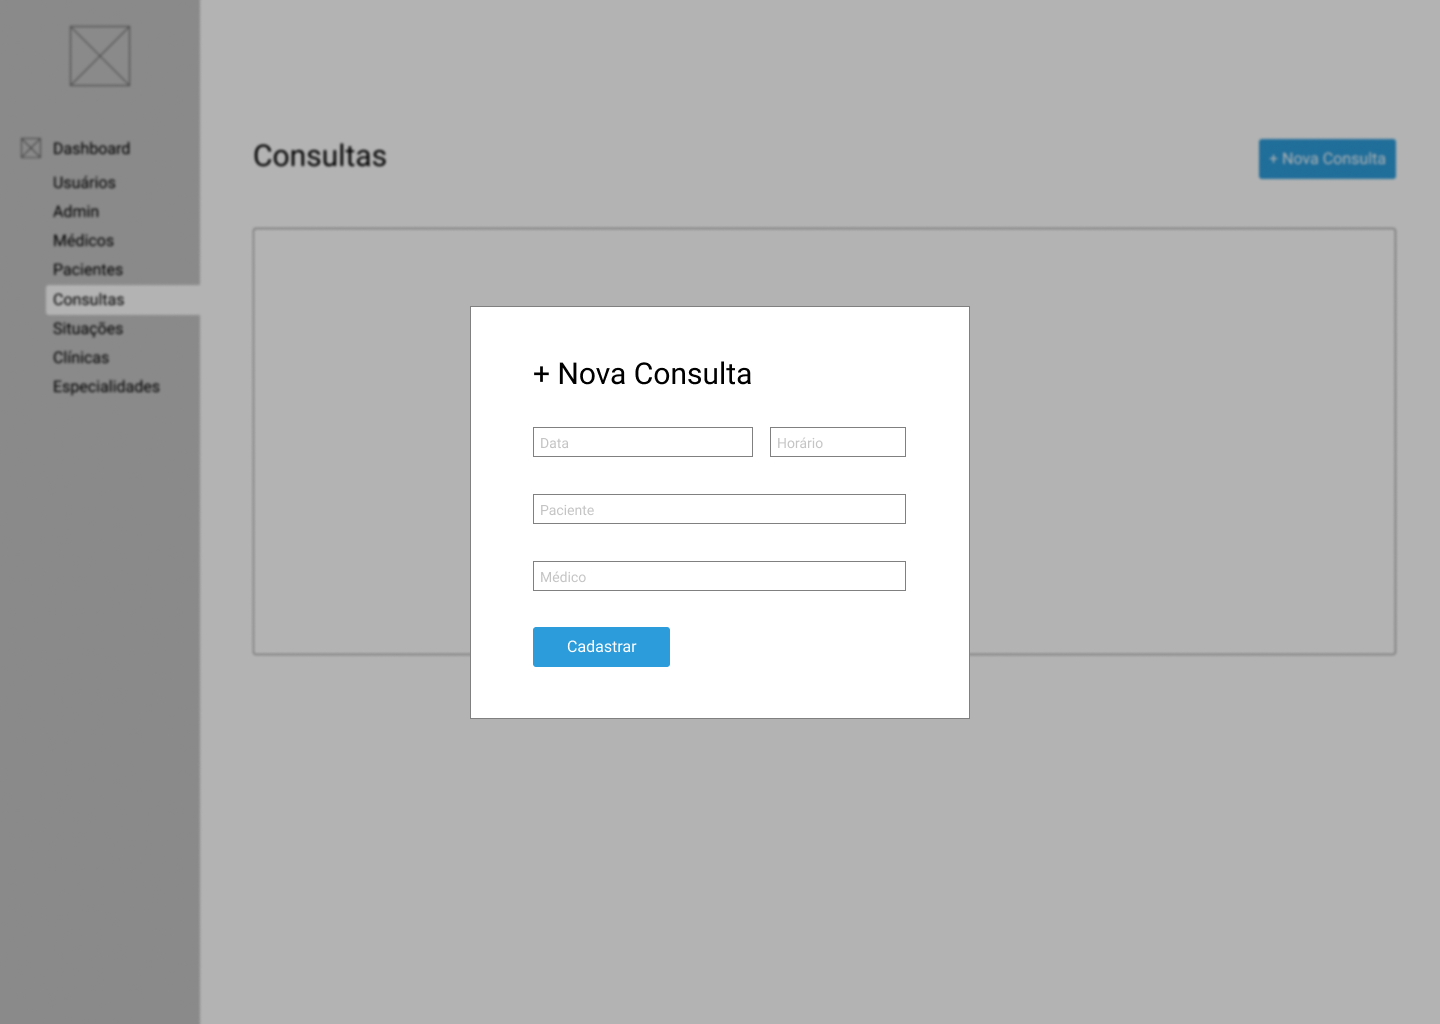 Dashboard
Usuários
Admin
Médicos
Pacientes
Consultas
Situações
Clínicas
Especialidades
Consultas
+ Nova Consulta
+ Nova Consulta
Data
Horário
Paciente
Médico
Cadastrar